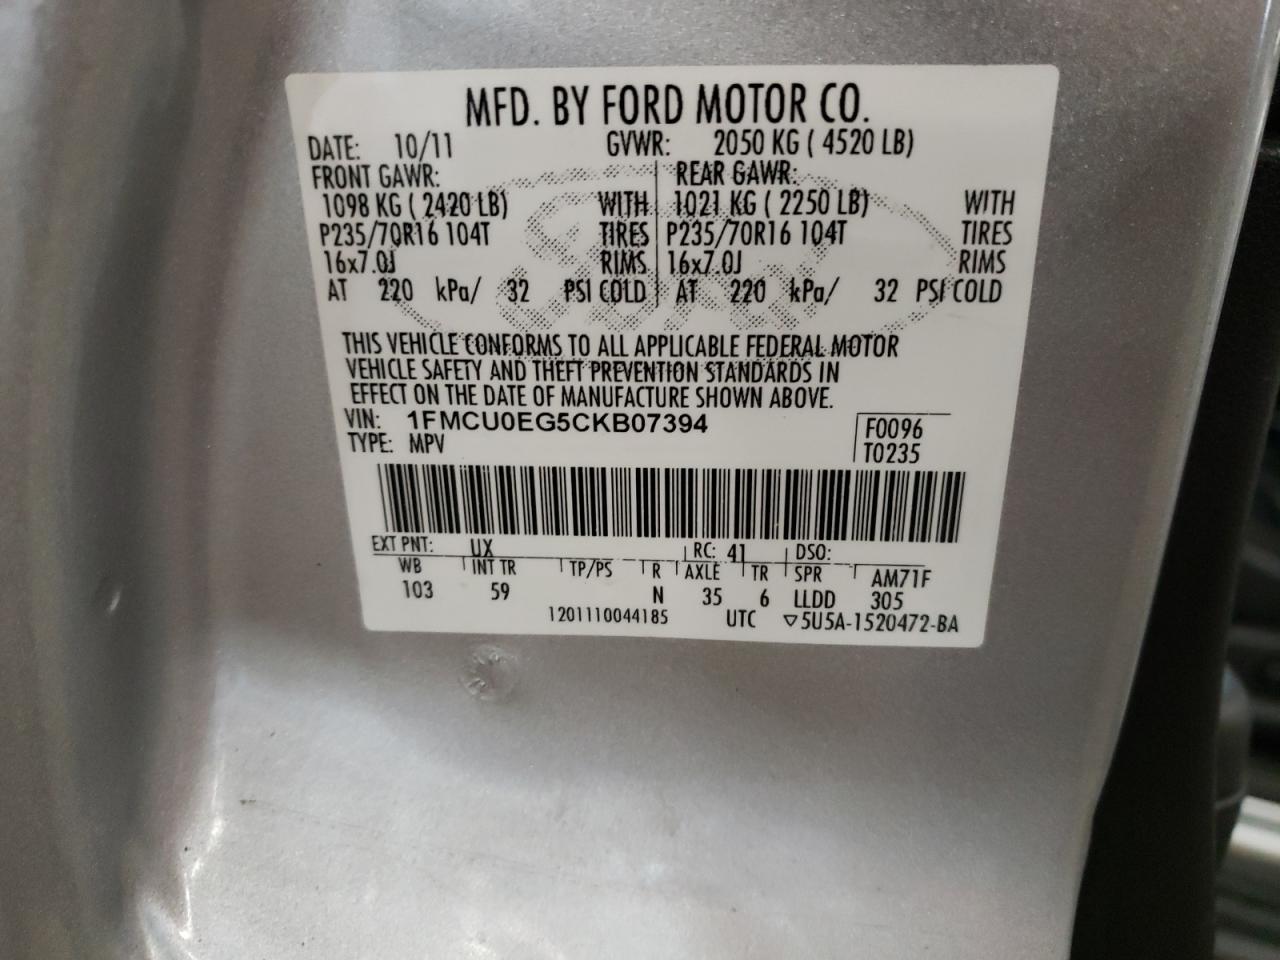 MFD. BY FORD MOTOR CO.
DATE: 10/11 GVWR: 2050 KG ( 4520 LB)
FRONT GAWR: REAR GAWR:
1098 KG ( 2420 LB) WITH 1021 KG ( 2250 LB) WITH
P235/70R16 104T TIRES P235/70R16 104T TIRES
16x7.0J RIMS 16x7.0J RIMS
AT 220 kPa/ 32 PSI COLD AT 220 kPa/ 32 PSI COLD
THIS VEHICLE CONFORMS TO ALL APPLICABLE FEDERAL MOTOR
VEHICLE SAFETY AND THEFT PREVENTION STANDARDS IN
EFFECT ON THE DATE OF MANUFACTURE SHOWN ABOVE.
VIN: 1FMCU0EG5CKB07394 F0096
TYPE: MPV T0235
EXT PNT: UX RC: 41 DSO:
WB INT TR TP/PS R AXLE TR SPR AM71F
103 59 N 35 6 LLDD 305
1201110044185 UTC ▽5U5A-1520472-BA